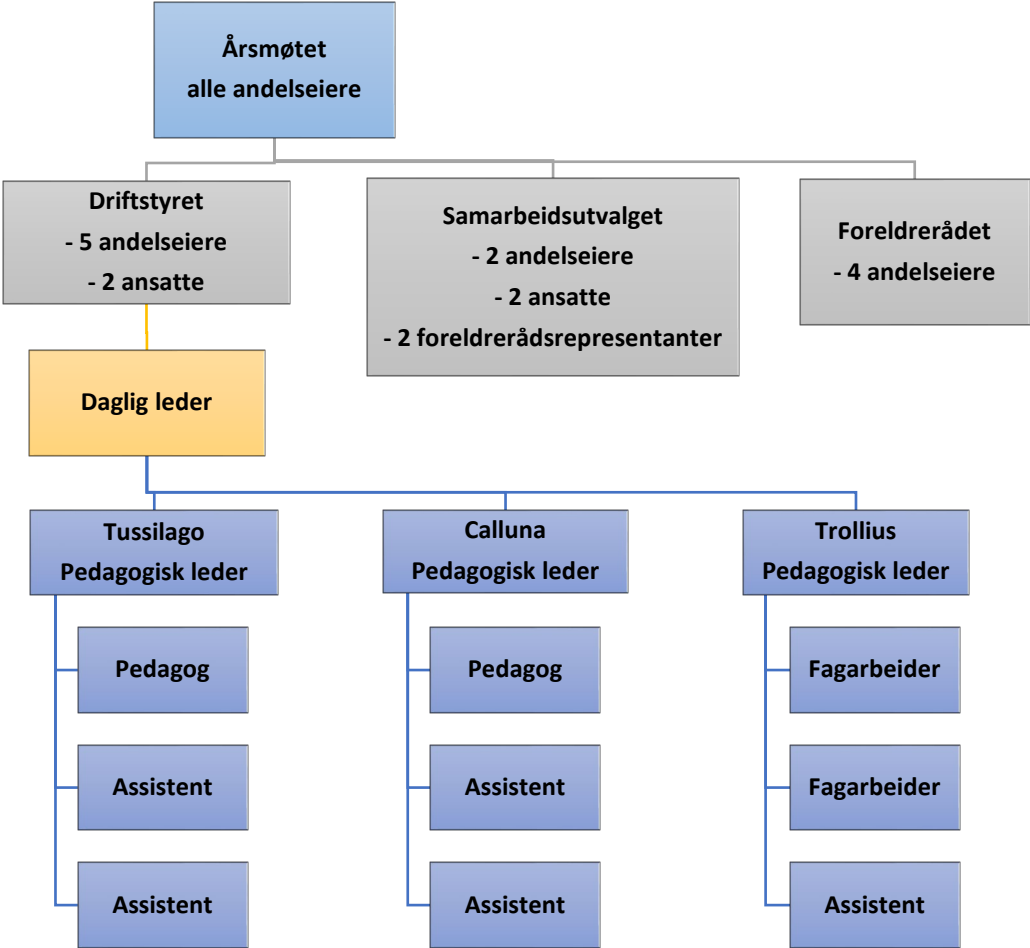 Årsmøtet
alle andelseiere
Driftstyret
- 5 andelseiere
- 2 ansatte
Samarbeidsutvalget
- 2 andelseiere
- 2 ansatte
- 2 foreldrerådsrepresentanter
Foreldrerådet
- 4 andelseiere
Daglig leder
Tussilago
Pedagogisk leder
Pedagog
Assistent
Assistent
Calluna
Pedagogisk leder
Pedagog
Assistent
Assistent
Trollius
Pedagogisk leder
Fagarbeider
Fagarbeider
Assistent